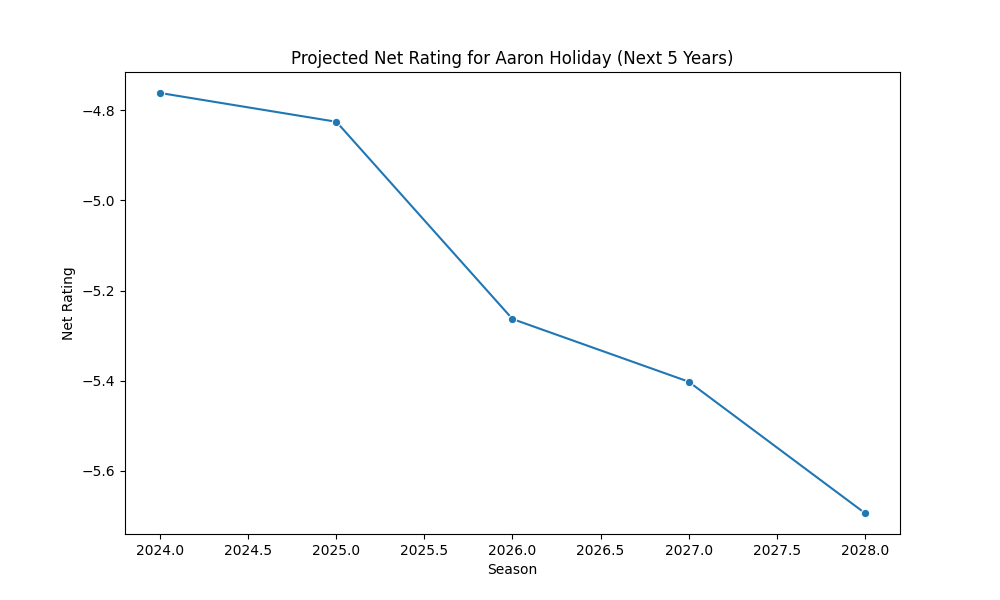 Projected Net Rating for Aaron Holiday (Next 5 Years)
Net Rating
−4.8
−5.0
−5.2
−5.4
−5.6
2024.0 2024.5 2025.0 2025.5 2026.0 2026.5 2027.0 2027.5 2028.0
Season